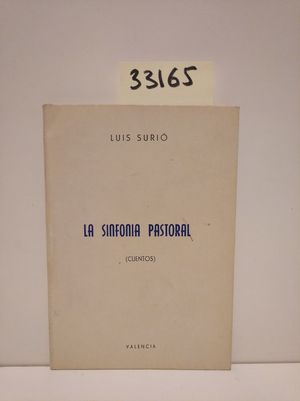 33165
LUIS SURIÓ
LA SINFONIA PASTORAL
(CUENTOS)
VALENCIA